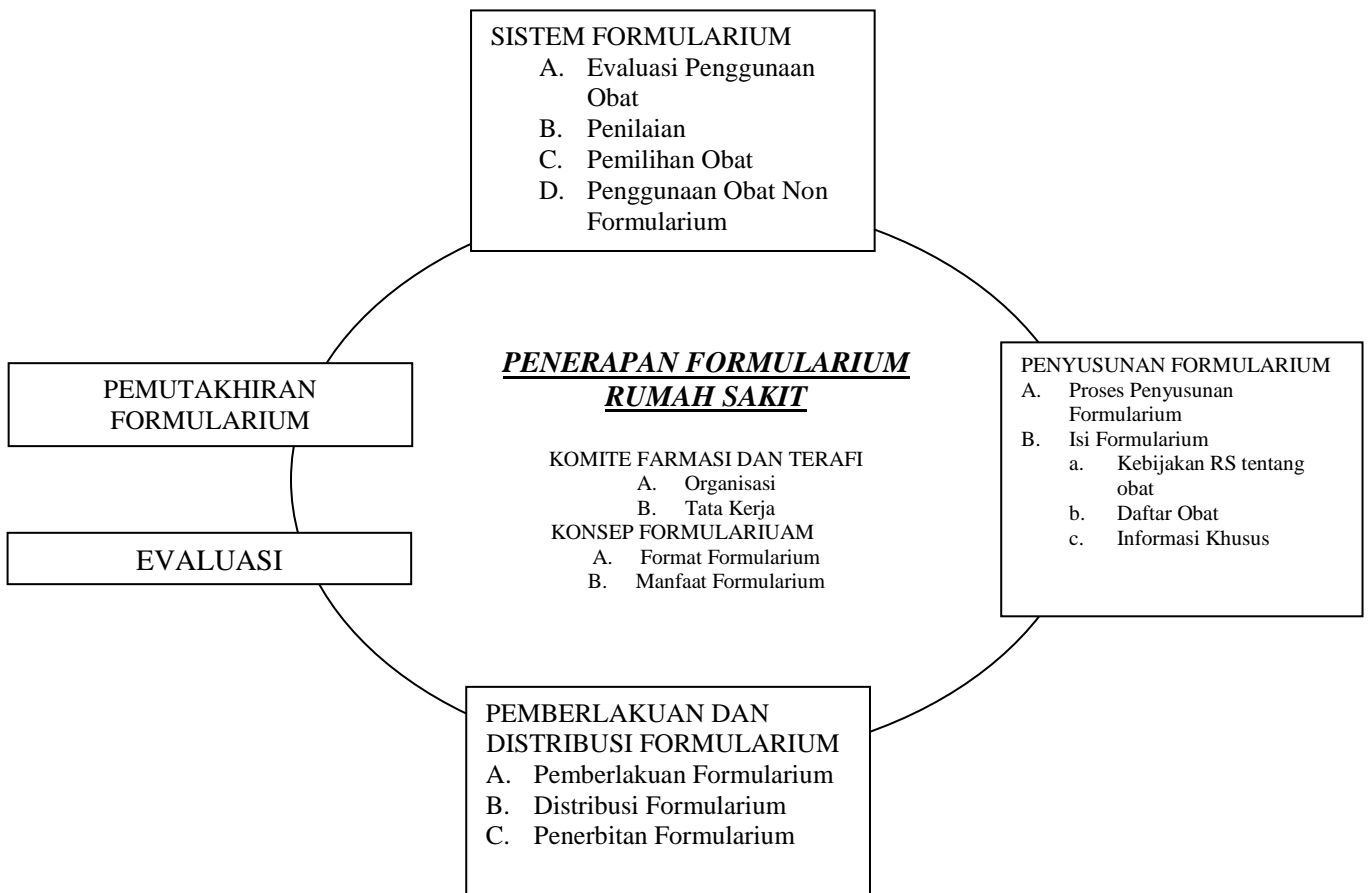 SISTEM FORMULARIUM
A. Evaluasi Penggunaan
Obat
B. Penilaian
C. Pemilihan Obat
D. Penggunaan Obat Non
Formularium
PENERAPAN FORMULARIUM
RUMAH SAKIT
KOMITE FARMASI DAN TERAFI
A. Organisasi
B. Tata Kerja
KONSEP FORMULARIUAM
A. Format Formularium
B. Manfaat Formularium
PENYUSUNAN FORMULARIUM
A. Proses Penyusunan
Formularium
B. Isi Formularium
a. Kebijakan RS tentang
obat
b. Daftar Obat
c. Informasi Khusus
PEMBERLAKUAN DAN
DISTRIBUSI FORMULARIUM
A. Pemberlakuan Formularium
B. Distribusi Formularium
C. Penerbitan Formularium
EVALUASI
PEMUTAKHIRAN
FORMULARIUM